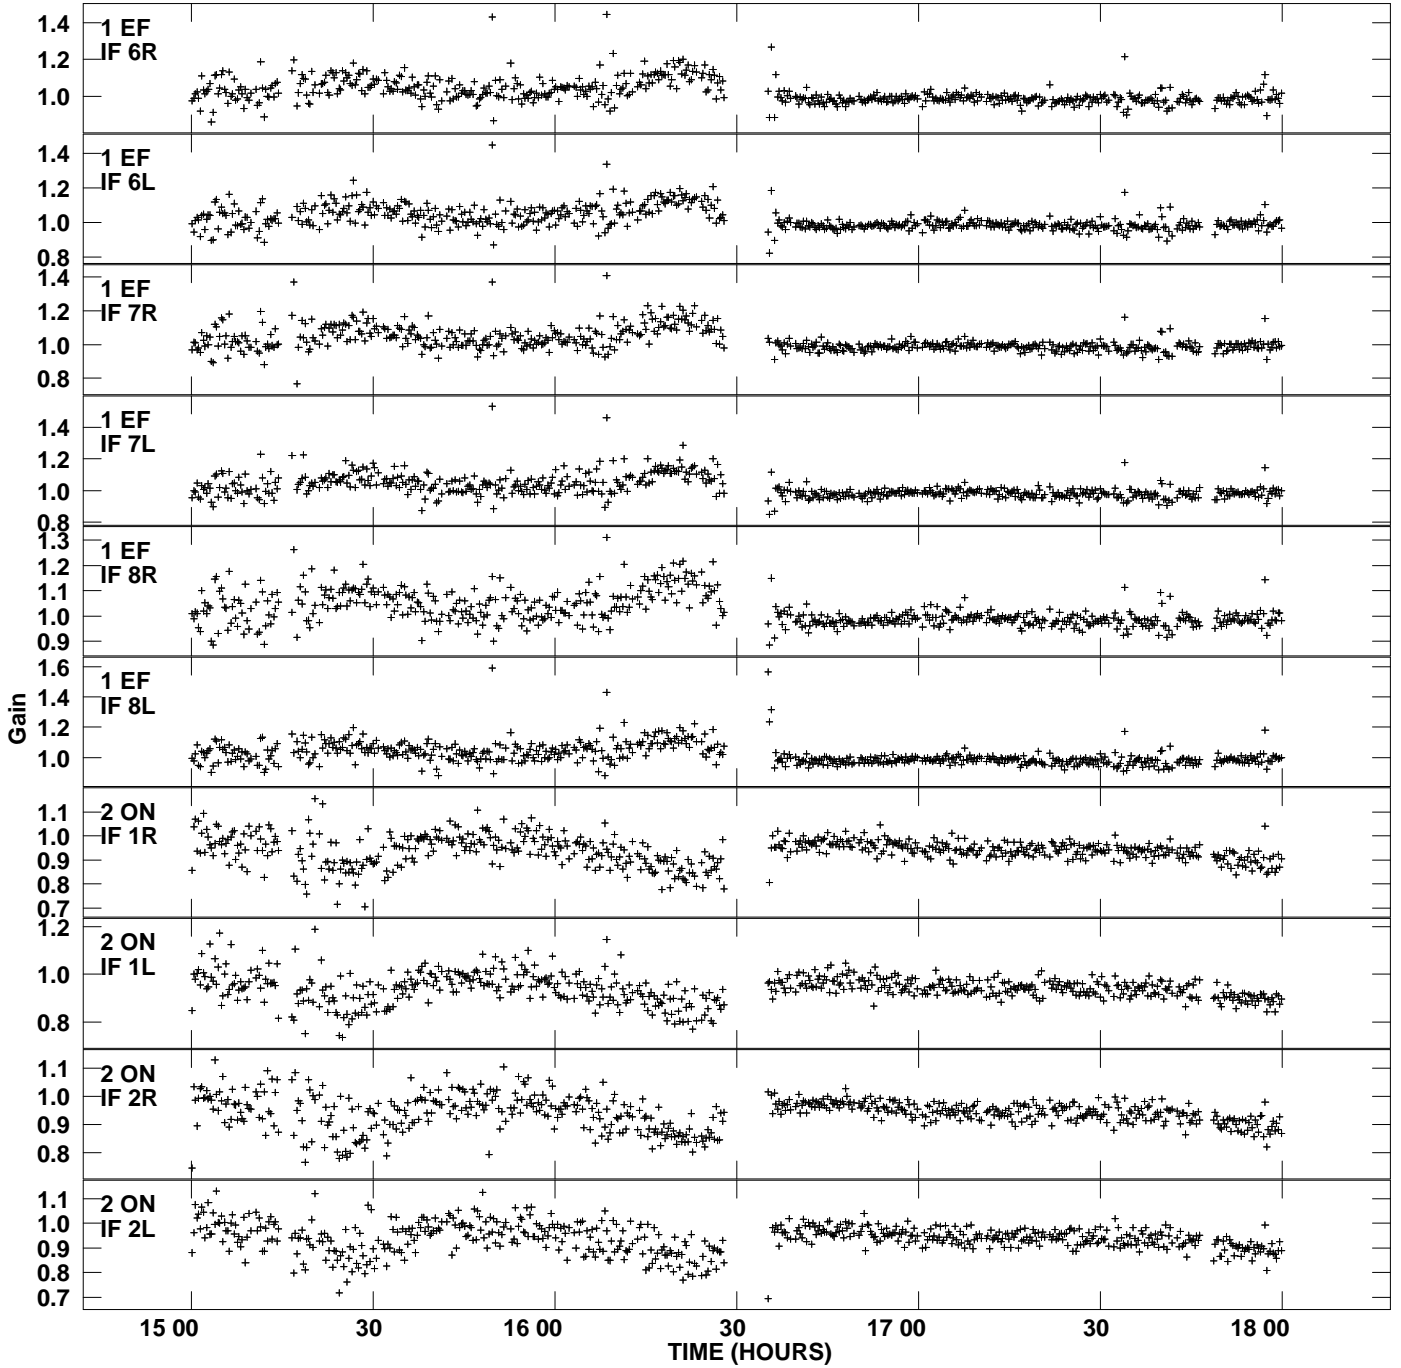 1 EF
IF 6R
1.4
1.2
1.0
1 EF
IF 6L
1.4
1.2
1.0
0.8
1 EF
IF 7R
1.4
1.2
1.0
0.8
1 EF
IF 7L
1.4
1.2
1.0
0.8
1 EF
IF 8R
1.3
1.2
1.1
1.0
0.9
1 EF
IF 8L
1.6
1.4
1.2
1.0
2 ON
IF 1R
1.1
1.0
0.9
0.8
0.7
2 ON
IF 1L
1.2
1.0
0.8
2 ON
IF 2R
1.1
1.0
0.9
0.8
2 ON
IF 2L
1.1
1.0
0.9
0.8
0.7
Gain
15 00 30 16 00 30 17 00 30 18 00
TIME (HOURS)